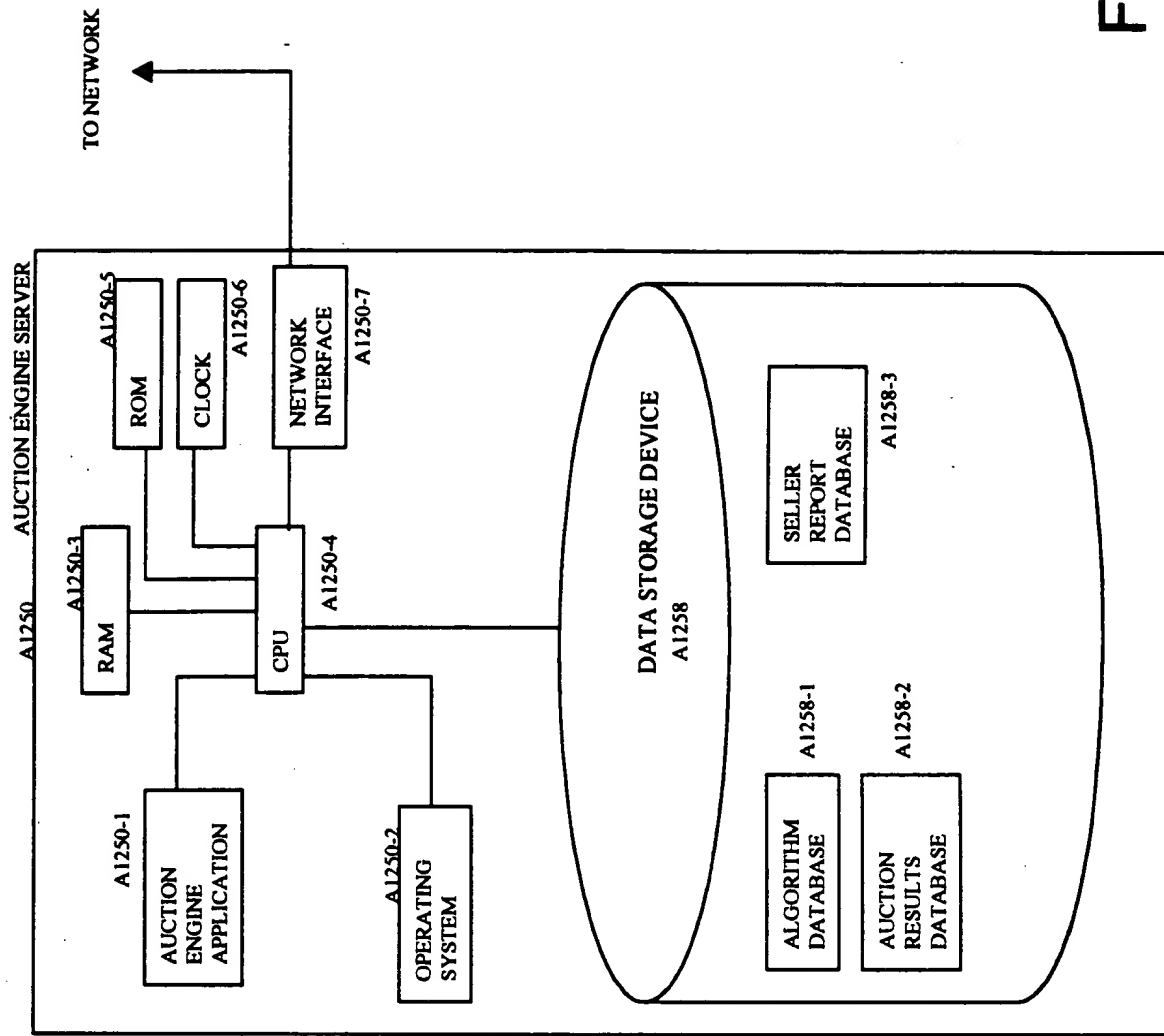 A1250 AUCTION ENGINE SERVER
TO NETWORK
A1250-1
AUCTION
ENGINE
APPLICATION
A1250-2
OPERATING
SYSTEM
A1250-3
RAM
CPU
A1250-4
A1250-5
ROM
CLOCK
A1250-6
NETWORK
INTERFACE
A1250-7
DATA STORAGE DEVICE
A1258
ALGORITHM
DATABASE
A1258-1
AUCTION
RESULTS
DATABASE
A1258-2
SELLER
REPORT
DATABASE
A1258-3
F